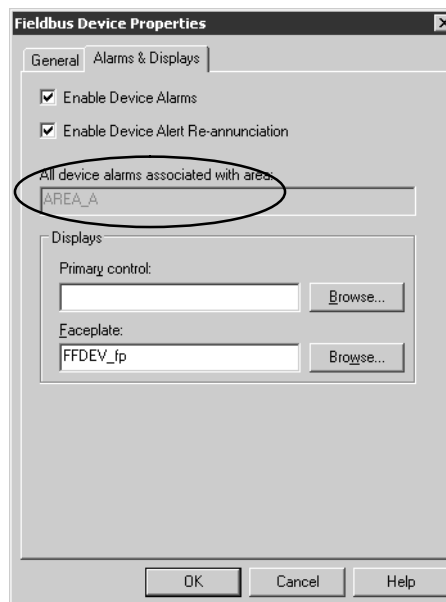 Fieldbus Device Properties
General
Alarms & Displays
Enable Device Alarms
Enable Device Alert Re-annunciation
All device alarms associated with area:
AREA_A
Displays
Primary control:
Browse...
Faceplate:
FFDEV_fp
Browse...
OK
Cancel
Help